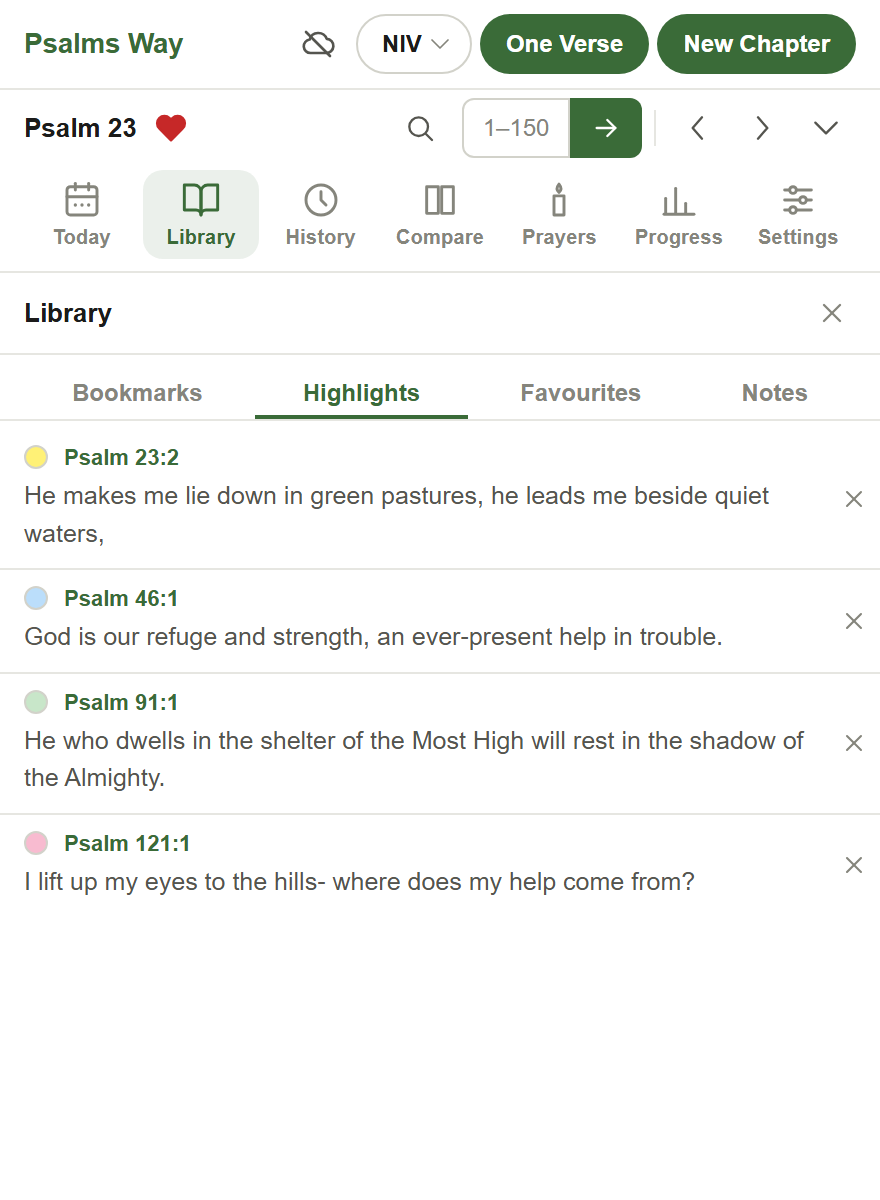 Psalms Way
NIV
One Verse
New Chapter
Psalm 23
1–150
Today
Library
History
Compare
Prayers
Progress
Settings
Library
Bookmarks
Highlights
Favourites
Notes
Psalm 23:2
He makes me lie down in green pastures, he leads me beside quiet
waters,
Psalm 46:1
God is our refuge and strength, an ever-present help in trouble.
Psalm 91:1
He who dwells in the shelter of the Most High will rest in the shadow of
the Almighty.
Psalm 121:1
I lift up my eyes to the hills- where does my help come from?